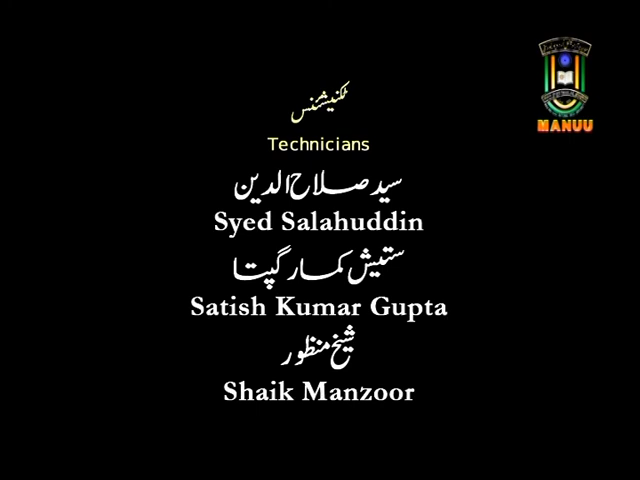 ٹکنیشنس
Technicians
سید صلاح الدین
Syed Salahuddin
ستیش کمار گپتا
Satish Kumar Gupta
شیخ منظور
Shaik Manzoor
MANUU